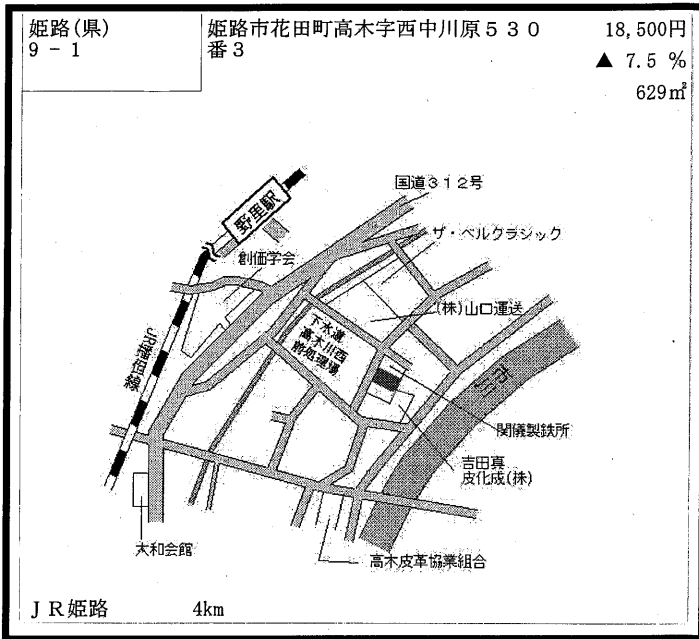 姫路(県)
9 - 1
姫路市花田町高木字西中川原５３０
番３
18,500円
▲ 7.5 %
629㎡
国道３１２号
野里駅
ザ・ベルクラシック
創価学会
(株)山口運送
下水道
高木川西
前処理場
JR播但線
市川
関儀製鉄所
吉田真
皮化成(株)
大和会館
高木皮革協業組合
ＪＲ姫路
4km